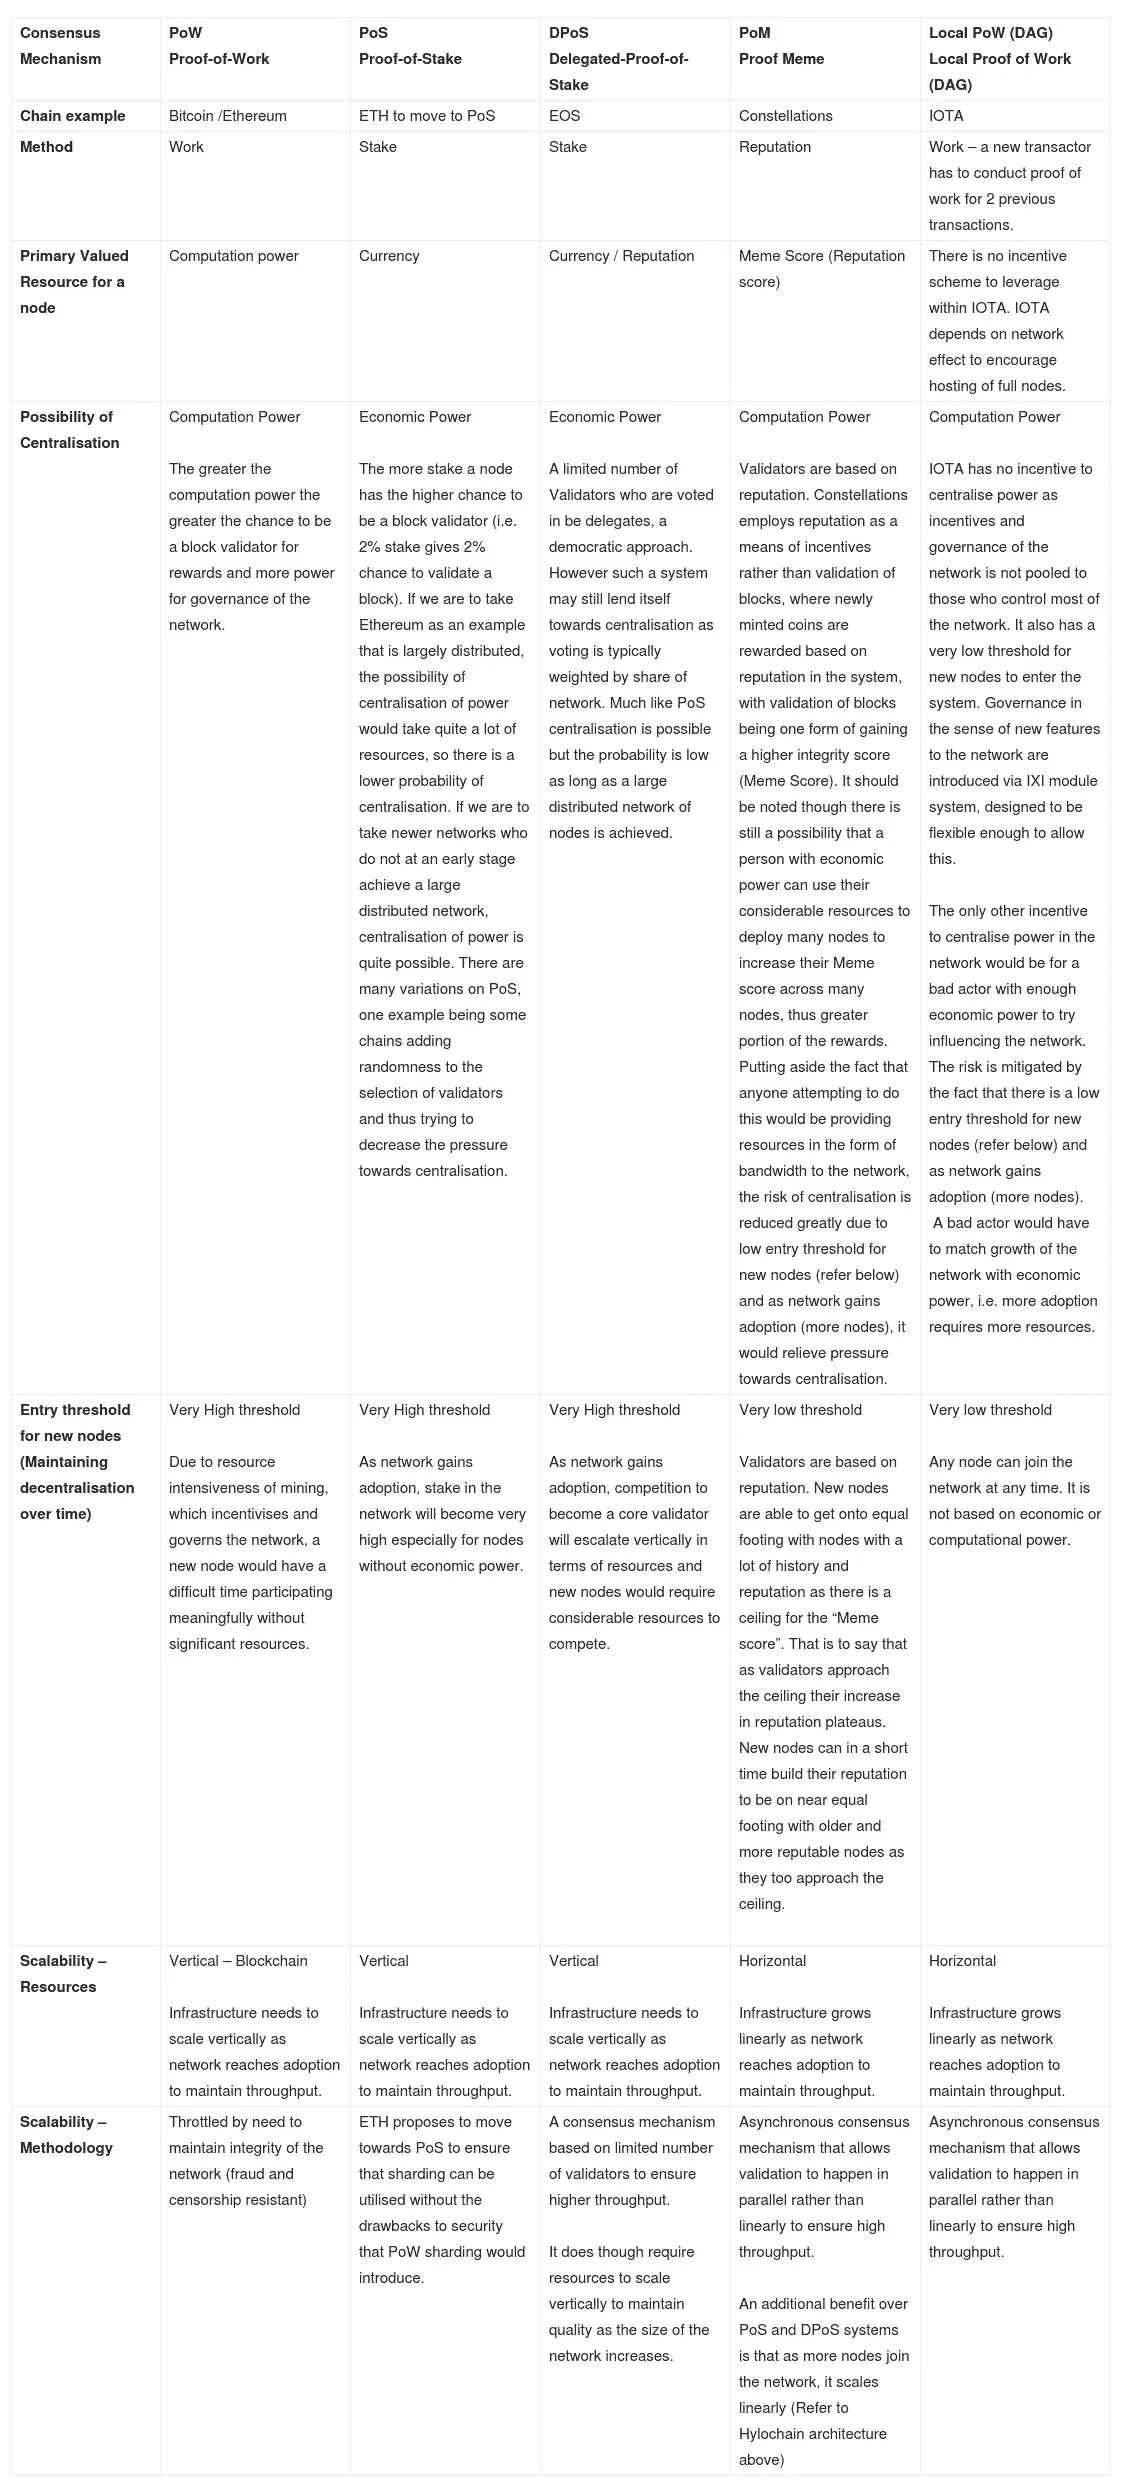 Consensus
Mechanism
PoW
Proof-of-Work
PoS
Proof-of-Stake
DPoS
Delegated-Proof-of-
Stake
PoM
Proof Meme
Local PoW (DAG)
Local Proof of Work
(DAG)
Chain example
Bitcoin /Ethereum
ETH to move to PoS
EOS
Constellations
IOTA
Method
Work
Stake
Stake
Reputation
Work – a new transactor
has to conduct proof of
work for 2 previous
transactions.
Primary Valued
Resource for a
node
Computation power
Currency
Currency / Reputation
Meme Score (Reputation
score)
There is no incentive
scheme to leverage
within IOTA. IOTA
depends on network
effect to encourage
hosting of full nodes.
Possibility of
Centralisation
Computation Power
The greater the
computation power the
greater the chance to be
a block validator for
rewards and more power
for governance of the
network.
Economic Power
The more stake a node
has the higher chance to
be a block validator (i.e.
2% stake gives 2%
chance to validate a
block). If we are to take
Ethereum as an example
that is largely distributed,
the possibility of
centralisation of power
would take quite a lot of
resources, so there is a
lower probability of
centralisation. If we are to
take newer networks who
do not at an early stage
achieve a large
distributed network,
centralisation of power is
quite possible. There are
many variations on PoS,
one example being some
chains adding
randomness to the
selection of validators
and thus trying to
decrease the pressure
towards centralisation.
Economic Power
A limited number of
Validators who are voted
in be delegates, a
democratic approach.
However such a system
may still lend itself
towards centralisation as
voting is typically
weighted by share of
network. Much like PoS
centralisation is possible
but the probability is low
as long as a large
distributed network of
nodes is achieved.
Computation Power
Validators are based on
reputation. Constellations
employs reputation as a
means of incentives
rather than validation of
blocks, where newly
minted coins are
rewarded based on
reputation in the system,
with validation of blocks
being one form of gaining
a higher integrity score
(Meme Score). It should
be noted though there is
still a possibility that a
person with economic
power can use their
considerable resources to
deploy many nodes to
increase their Meme
score across many
nodes, thus greater
portion of the rewards.
Putting aside the fact that
anyone attempting to do
this would be providing
resources in the form of
bandwidth to the network,
the risk of centralisation is
reduced greatly due to
low entry threshold for
new nodes (refer below)
and as network gains
adoption (more nodes), it
would relieve pressure
towards centralisation.
Computation Power
IOTA has no incentive to
centralise power as
incentives and
governance of the
network is not pooled to
those who control most of
the network. It also has a
very low threshold for
new nodes to enter the
system. Governance in
the sense of new features
to the network are
introduced via IXI module
system, designed to be
flexible enough to allow
this.
The only other incentive
to centralise power in the
network would be for a
bad actor with enough
economic power to try
influencing the network.
The risk is mitigated by
the fact that there is a low
entry threshold for new
nodes (refer below) and
as network gains
adoption (more nodes).
A bad actor would have
to match growth of the
network with economic
power, i.e. more adoption
requires more resources.
Entry threshold
for new nodes
(Maintaining
decentralisation
over time)
Very High threshold
Due to resource
intensiveness of mining,
which incentivises and
governs the network, a
new node would have a
difficult time participating
meaningfully without
significant resources.
Very High threshold
As network gains
adoption, stake in the
network will become very
high especially for nodes
without economic power.
Very High threshold
As network gains
adoption, competition to
become a core validator
will escalate vertically in
terms of resources and
new nodes would require
considerable resources to
compete.
Very low threshold
Validators are based on
reputation. New nodes
are able to get onto equal
footing with nodes with a
lot of history and
reputation as there is a
ceiling for the “Meme
score”. That is to say that
as validators approach
the ceiling their increase
in reputation plateaus.
New nodes can in a short
time build their reputation
to be on near equal
footing with older and
more reputable nodes as
they too approach the
ceiling.
Very low threshold
Any node can join the
network at any time. It is
not based on economic or
computational power.
Scalability –
Resources
Vertical – Blockchain
Infrastructure needs to
scale vertically as
network reaches adoption
to maintain throughput.
Vertical
Infrastructure needs to
scale vertically as
network reaches adoption
to maintain throughput.
Vertical
Infrastructure needs to
scale vertically as
network reaches adoption
to maintain throughput.
Horizontal
Infrastructure grows
linearly as network
reaches adoption to
maintain throughput.
Horizontal
Infrastructure grows
linearly as network
reaches adoption to
maintain throughput.
Scalability –
Methodology
Throttled by need to
maintain integrity of the
network (fraud and
censorship resistant)
ETH proposes to move
towards PoS to ensure
that sharding can be
utilised without the
drawbacks to security
that PoW sharding would
introduce.
A consensus mechanism
based on limited number
of validators to ensure
higher throughput.
It does though require
resources to scale
vertically to maintain
quality as the size of the
network increases.
Asynchronous consensus
mechanism that allows
validation to happen in
parallel rather than
linearly to ensure high
throughput.
An additional benefit over
PoS and DPoS systems
is that as more nodes join
the network, it scales
linearly (Refer to
Hylochain architecture
above)
Asynchronous consensus
mechanism that allows
validation to happen in
parallel rather than
linearly to ensure high
throughput.